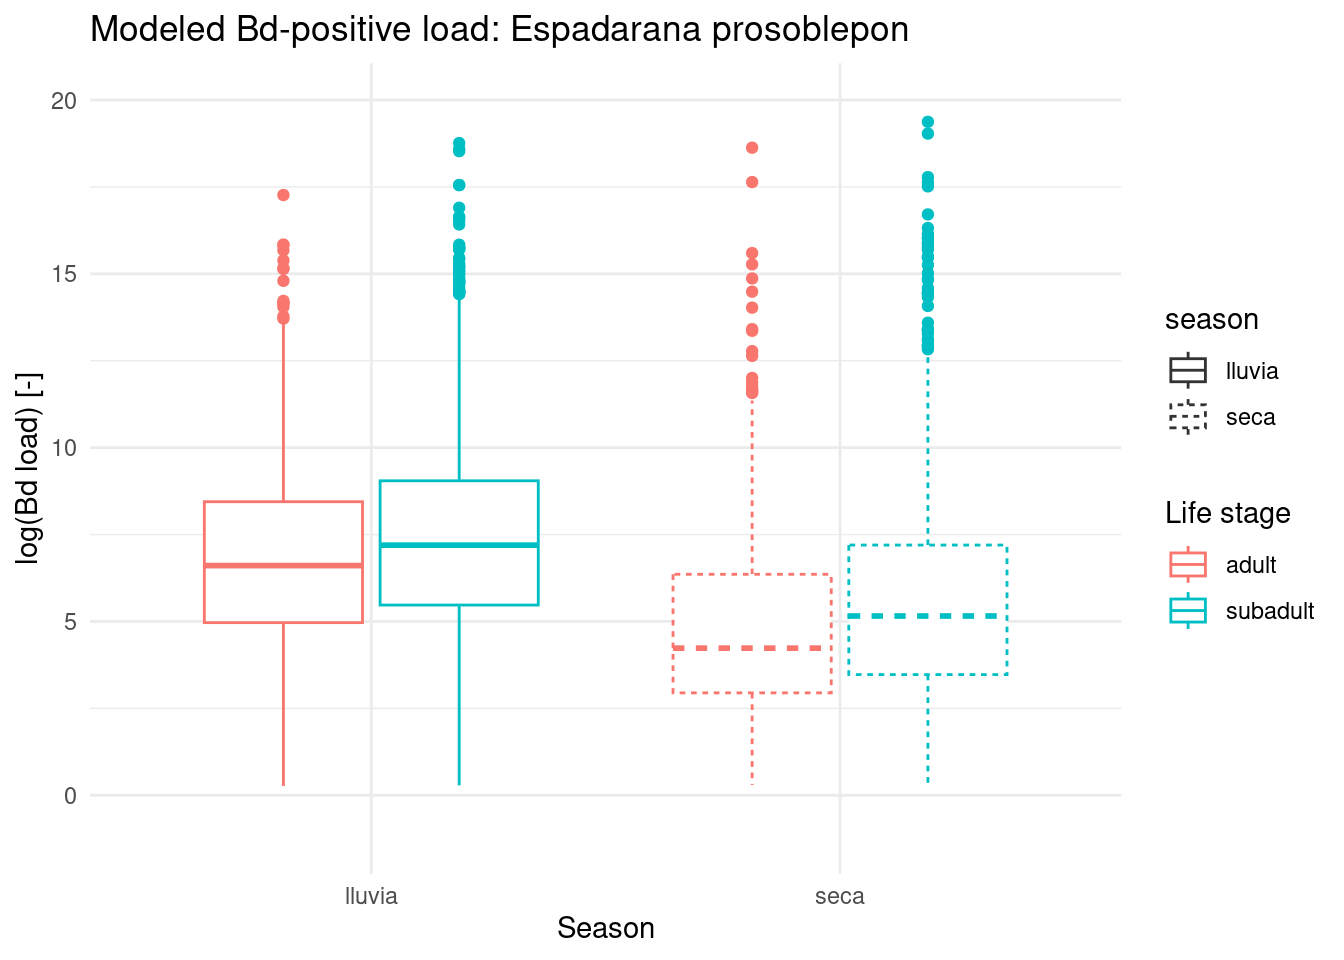 Modeled Bd-positive load: Espadarana prosoblepon
log(Bd load) [-]
20
15
10
5
0
lluvia
seca
Season
season
lluvia
seca
Life stage
adult
subadult